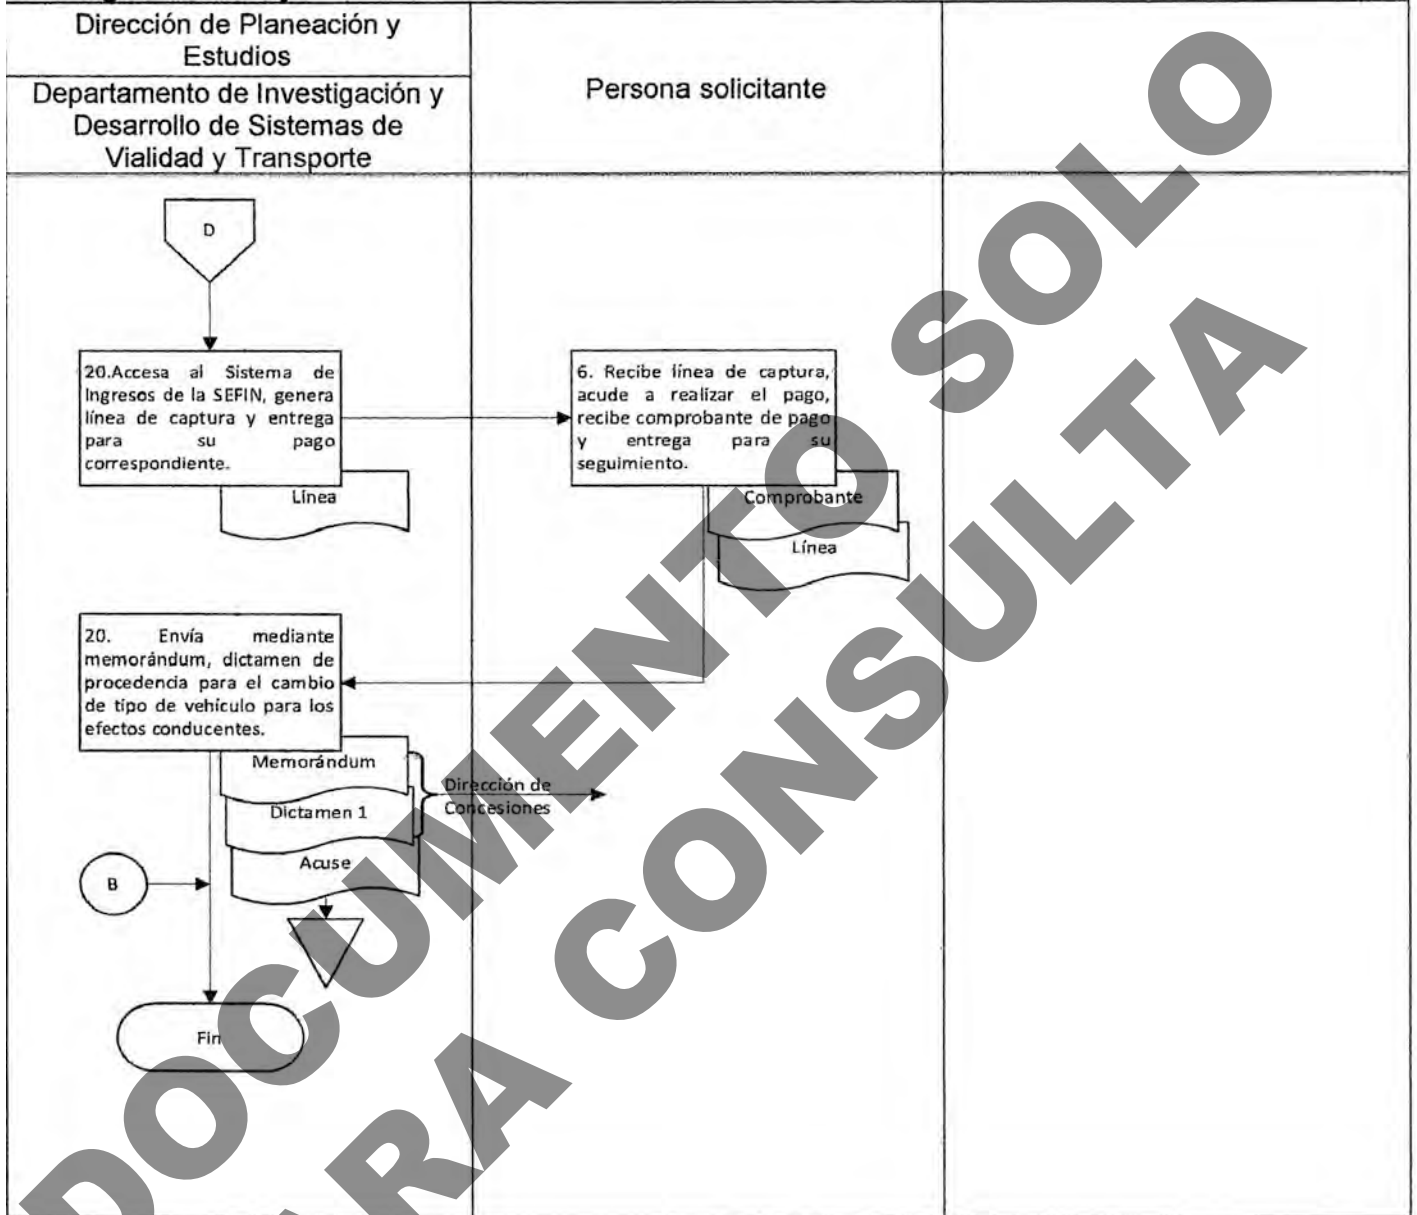 Dirección de Planeación y
Estudios
Departamento de Investigación y
Desarrollo de Sistemas de
Vialidad y Transporte
Persona solicitante
D
20.Accesa al Sistema de
Ingresos de la SEFIN, genera
línea de captura y entrega
para su pago
correspondiente.
Línea
6. Recibe línea de captura,
acude a realizar el pago,
recibe comprobante de pago
y entrega para su
seguimiento.
Comprobante
Línea
20. Envía mediante
memorándum, dictamen de
procedencia para el cambio
de tipo de vehículo para los
efectos conducentes.
Memorándum
Dictamen 1
Acuse
Dirección de
Concesiones
B
Fin
DOCUMENTO SOLO
PARA CONSULTA